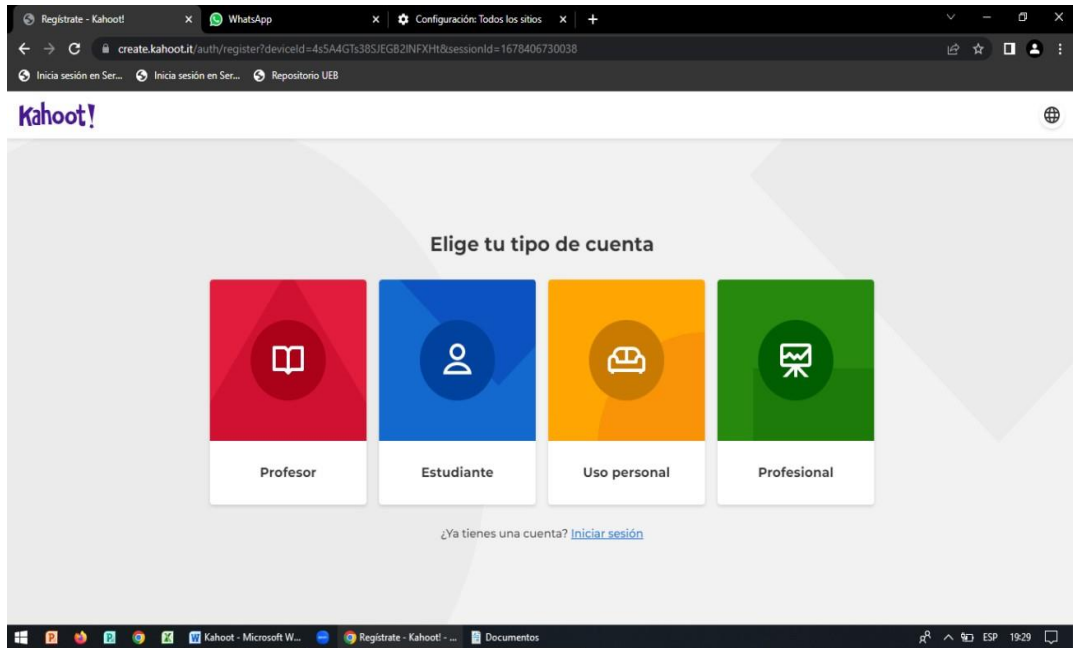 Regístrate - Kahoot!
WhatsApp
Configuración: Todos los sitios
create.kahoot.it/auth/register?deviceId=4s5A4GTs38SJEGB2INFXHt&sessionId=1678406730038
Inicia sesión en Ser...
Inicia sesión en Ser...
Repositorio UEB
Kahoot!
Elige tu tipo de cuenta
Profesor
Estudiante
Uso personal
Profesional
¿Ya tienes una cuenta? Iniciar sesión
Kahoot - Microsoft W...
Regístrate - Kahoot! - ...
Documentos
ESP
19:29